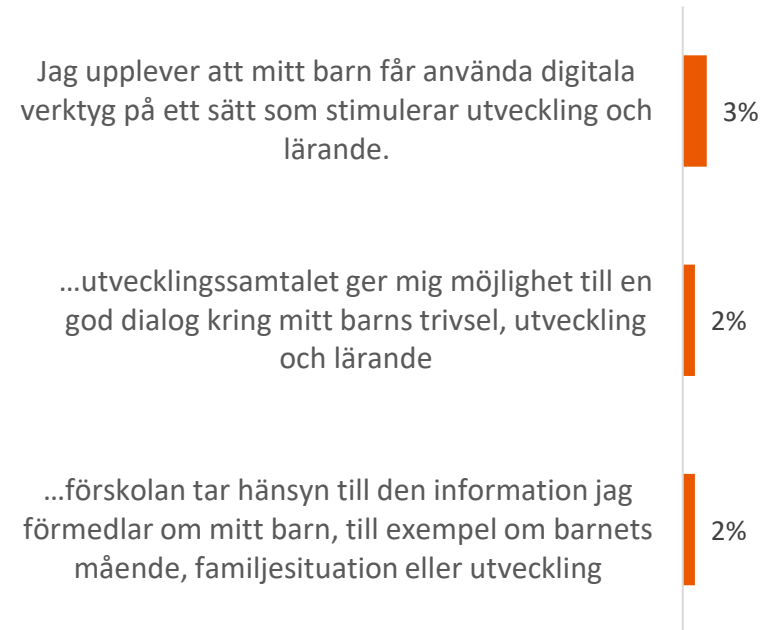 Jag upplever att mitt barn får använda digitala
verktyg på ett sätt som stimulerar utveckling och
lärande.
3%
…utvecklingssamtalet ger mig möjlighet till en
god dialog kring mitt barns trivsel, utveckling
och lärande
2%
…förskolan tar hänsyn till den information jag
förmedlar om mitt barn, till exempel om barnets
mående, familjesituation eller utveckling
2%